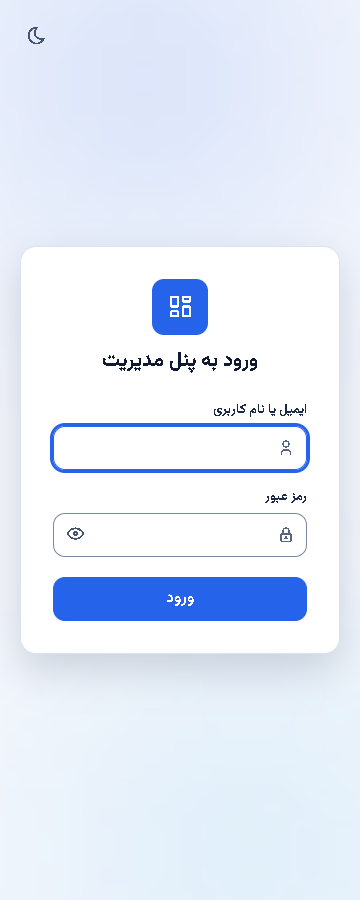 ورود به پنل مدیریت
ایمیل یا نام کاربری
رمز عبور
ورود